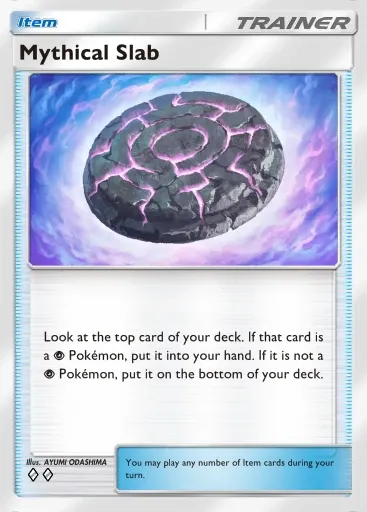 Item
TRAINER
Mythical Slab
Look at the top card of your deck. If that card is
a Pokémon, put it into your hand. If it is not a
Pokémon, put it on the bottom of your deck.
Illus. AYUMI ODASHIMA
You may play any number of Item cards during your
turn.